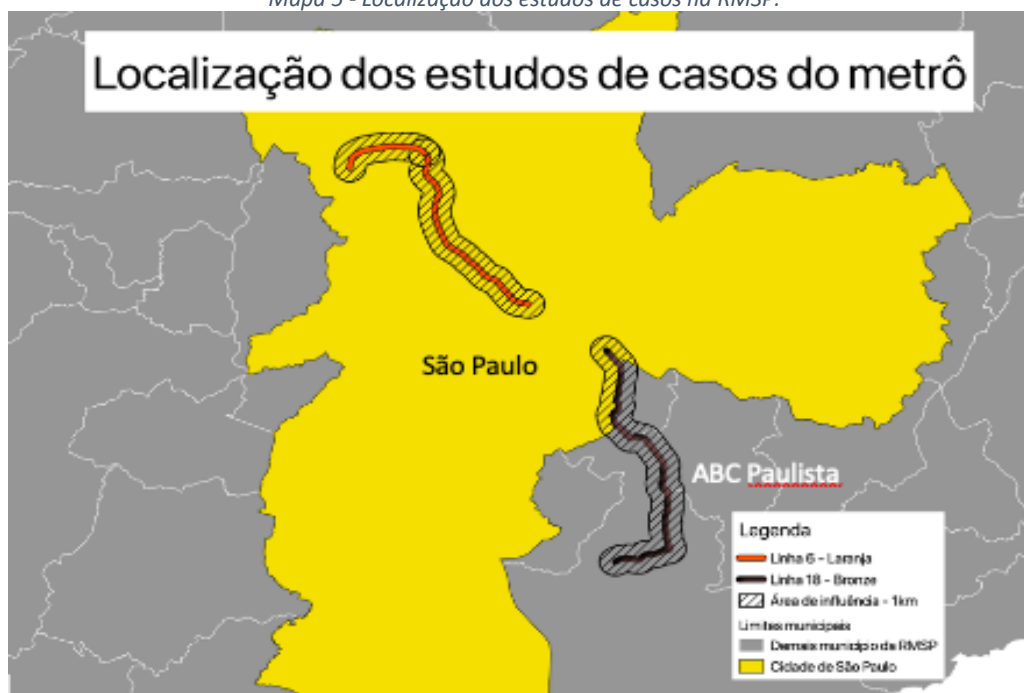 Mapa 3 - Localização dos estudos de casos na RMSP.
Localização dos estudos de casos do metrô
São Paulo
ABC Paulista
Legenda
Linha 6 - Laranja
Linha 18 - Bronze
Área de influência - 1km
Limites municipais
Demais município da RMSP
Cidade de São Paulo